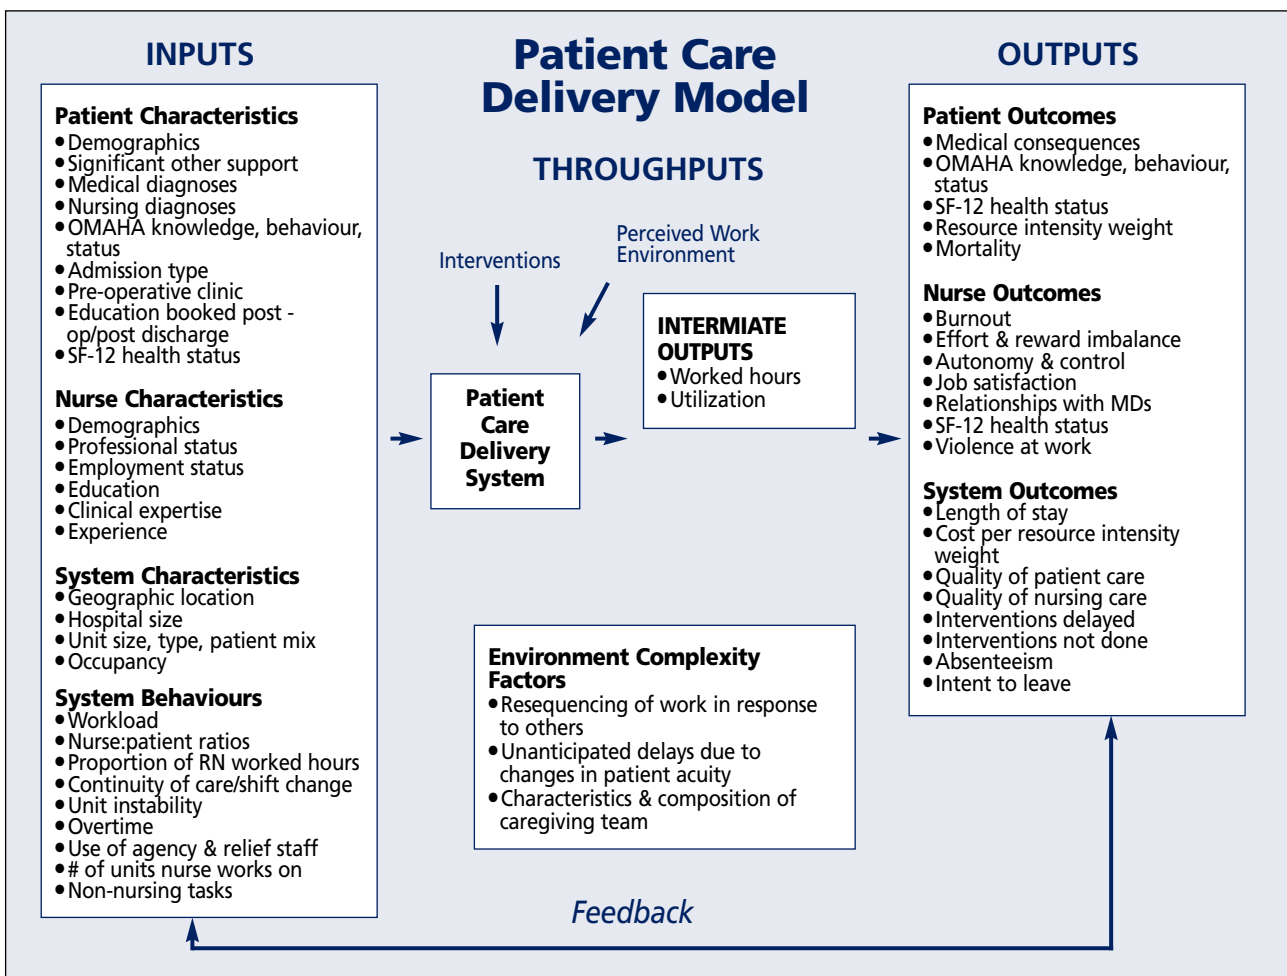 Patient Care
Delivery Model
INPUTS
Patient Characteristics
•Demographics
•Significant other support
•Medical diagnoses
•Nursing diagnoses
•OMAHA knowledge, behaviour,
status
•Admission type
•Pre-operative clinic
•Education booked post -
op/post discharge
•SF-12 health status
Nurse Characteristics
•Demographics
•Professional status
•Employment status
•Education
•Clinical expertise
•Experience
System Characteristics
•Geographic location
•Hospital size
•Unit size, type, patient mix
•Occupancy
System Behaviours
•Workload
•Nurse:patient ratios
•Proportion of RN worked hours
•Continuity of care/shift change
•Unit instability
•Overtime
•Use of agency & relief staff
•# of units nurse works on
•Non-nursing tasks
THROUGHPUTS
Interventions
Perceived Work
Environment
Patient
Care
Delivery
System
INTERMIATE
OUTPUTS
•Worked hours
•Utilization
Environment Complexity
Factors
•Resequencing of work in response
to others
•Unanticipated delays due to
changes in patient acuity
•Characteristics & composition of
caregiving team
OUTPUTS
Patient Outcomes
•Medical consequences
•OMAHA knowledge, behaviour,
status
•SF-12 health status
•Resource intensity weight
•Mortality
Nurse Outcomes
•Burnout
•Effort & reward imbalance
•Autonomy & control
•Job satisfaction
•Relationships with MDs
•SF-12 health status
•Violence at work
System Outcomes
•Length of stay
•Cost per resource intensity
weight
•Quality of patient care
•Quality of nursing care
•Interventions delayed
•Interventions not done
•Absenteeism
•Intent to leave
Feedback